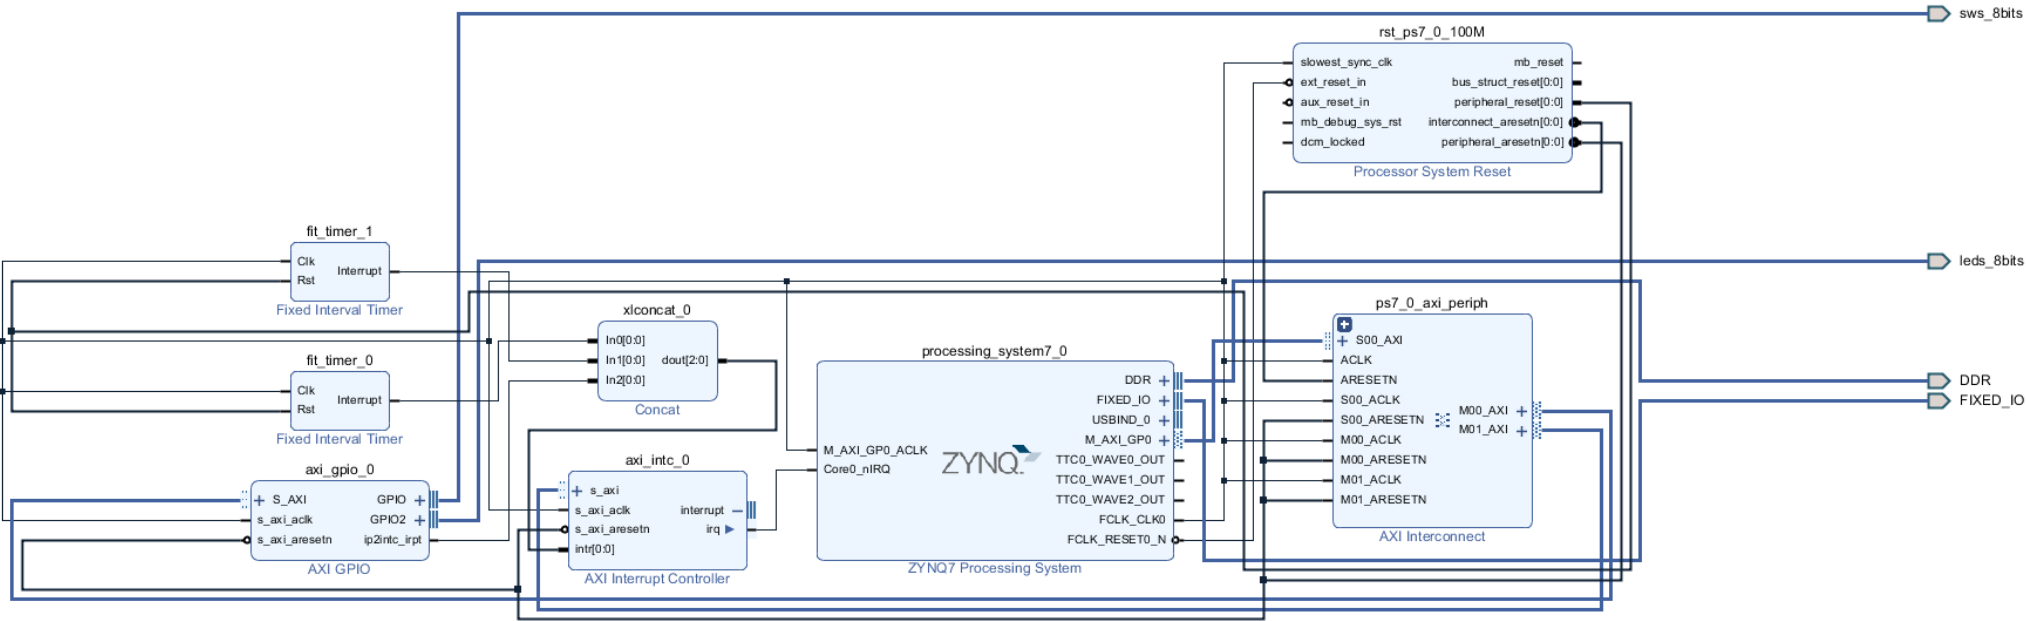 sws_8bits
rst_ps7_0_100M
slowest_sync_clk
mb_reset
ext_reset_in
bus_struct_reset[0:0]
aux_reset_in
peripheral_reset[0:0]
mb_debug_sys_rst
interconnect_aresetn[0:0]
dcm_locked
peripheral_aresetn[0:0]
Processor System Reset
fit_timer_1
Clk
Rst
Interrupt
Fixed Interval Timer
leds_8bits
xlconcat_0
In0[0:0]
In1[0:0]
In2[0:0]
dout[2:0]
Concat
fit_timer_0
Clk
Rst
Interrupt
Fixed Interval Timer
ps7_0_axi_periph
S00_AXI
ACLK
ARESETN
S00_ACLK
S00_ARESETN
M00_ACLK
M00_ARESETN
M01_ACLK
M01_ARESETN
M00_AXI
M01_AXI
AXI Interconnect
DDR
FIXED_IO
processing_system7_0
M_AXI_GP0_ACLK
Core0_nIRQ
ZYNQ
DDR
FIXED_IO
USBIND_0
M_AXI_GP0
TTC0_WAVE0_OUT
TTC0_WAVE1_OUT
TTC0_WAVE2_OUT
FCLK_CLK0
FCLK_RESET0_N
ZYNQ7 Processing System
axi_gpio_0
S_AXI
s_axi_aclk
s_axi_aresetn
GPIO
GPIO2
ip2intc_irpt
AXI GPIO
axi_intc_0
s_axi
s_axi_aclk
s_axi_aresetn
intr[0:0]
interrupt
irq
AXI Interrupt Controller